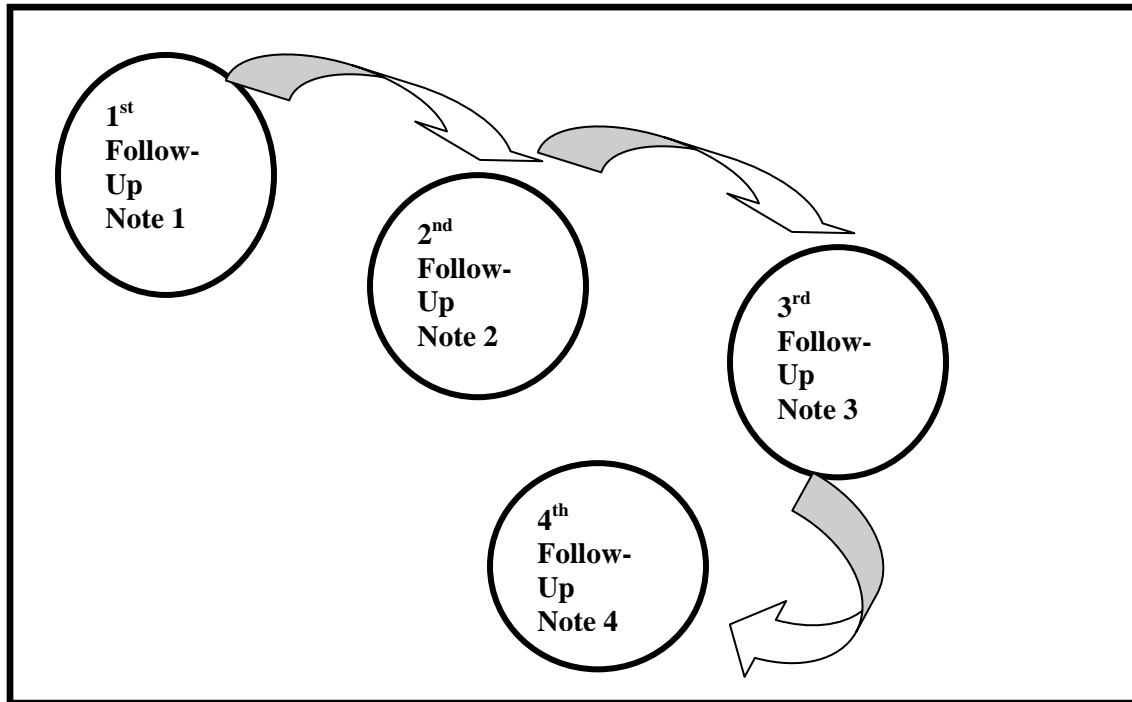 1st
Follow-
Up
Note 1
2nd
Follow-
Up
Note 2
3rd
Follow-
Up
Note 3
4th
Follow-
Up
Note 4